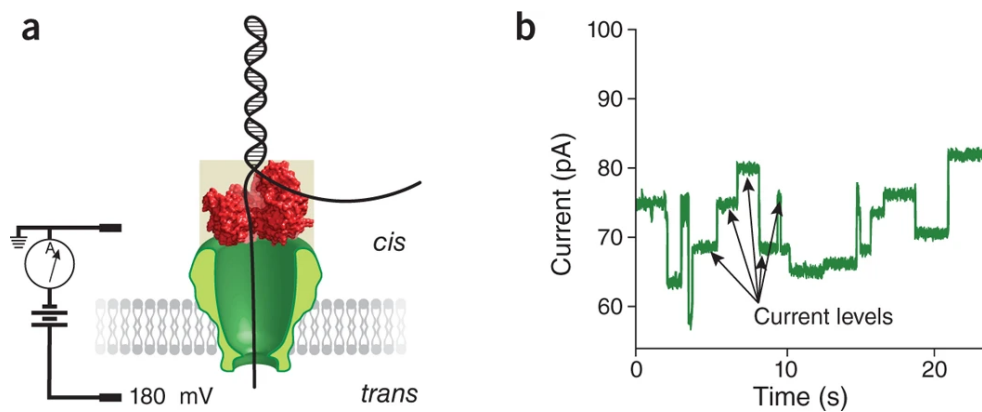 a
cis
A
trans
180 mV
b
Current (pA)
100
90
80
70
60
Current levels
0
10
20
Time (s)